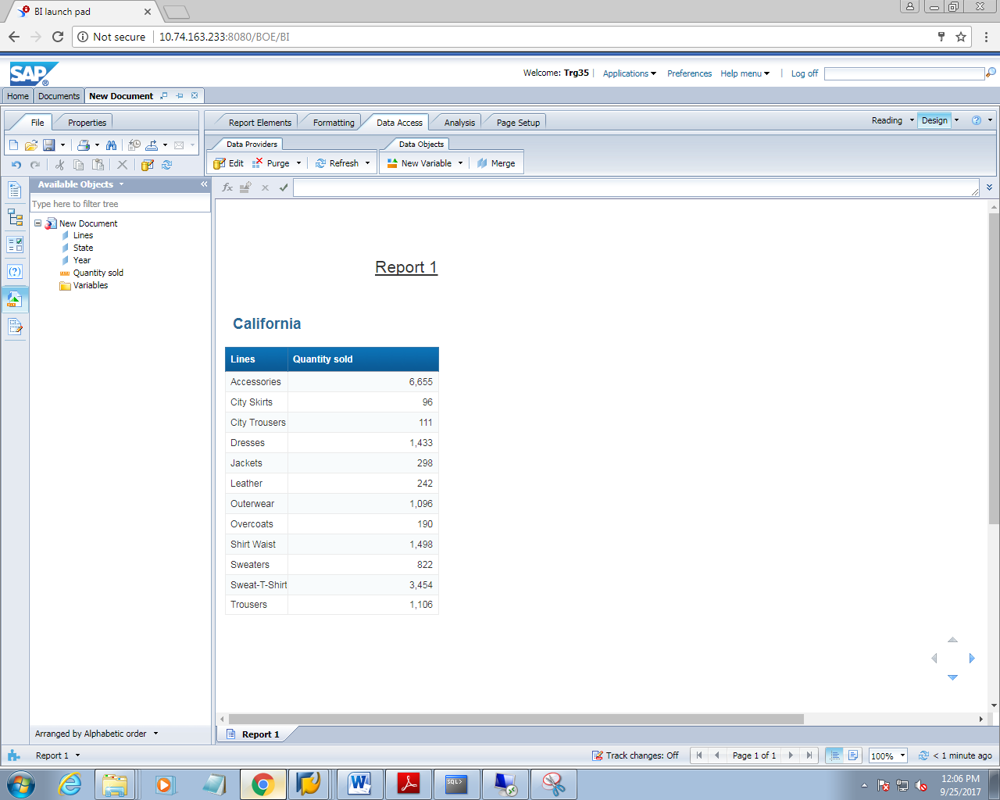 BI launch pad
Not secure 10.74.163.233:8080/BOE/BI
SAP ®
Welcome: Trg35 Applications Preferences Help menu Log off
Home Documents New Document
File Properties
Report Elements Formatting Data Access Analysis Page Setup Reading Design
Data Providers Data Objects
Edit Purge Refresh New Variable Merge
Available Objects
Type here to filter tree
New Document
Lines
State
Year
Quantity sold
Variables
Arranged by Alphabetic order
Report 1
California
Lines Quantity sold
Accessories 6,655
City Skirts 96
City Trousers 111
Dresses 1,433
Jackets 298
Leather 242
Outerwear 1,096
Overcoats 190
Shirt Waist 1,498
Sweaters 822
Sweat-T-Shirt 3,454
Trousers 1,106
Report 1
Report 1 Track changes: Off Page 1 of 1 100% < 1 minute ago
SQL>
12:06 PM
9/25/2017